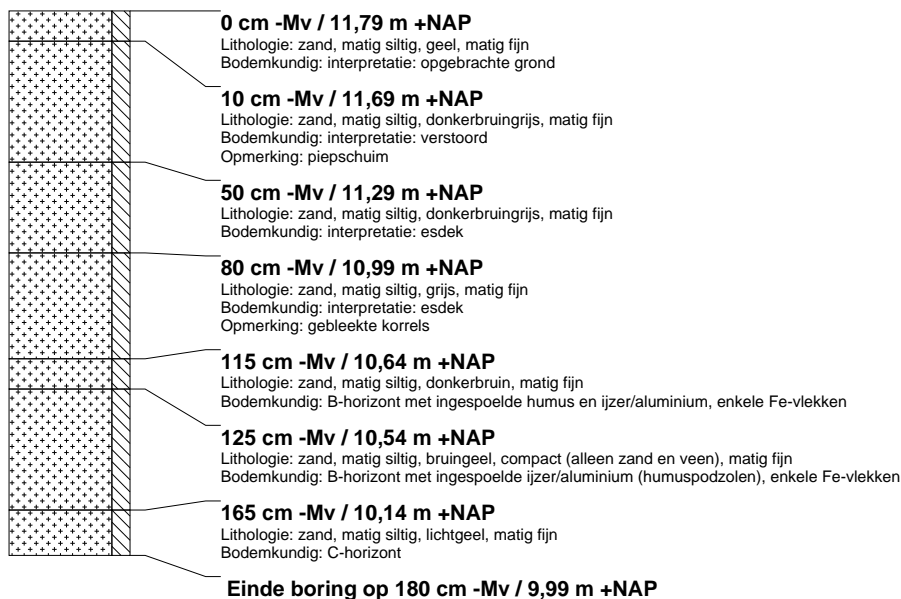 0 cm -Mv / 11,79 m +NAP
Lithologie: zand, matig siltig, geel, matig fijn
Bodemkundig: interpretatie: opgebrachte grond
10 cm -Mv / 11,69 m +NAP
Lithologie: zand, matig siltig, donkerbruingrijs, matig fijn
Bodemkundig: interpretatie: verstoord
Opmerking: piepschuim
50 cm -Mv / 11,29 m +NAP
Lithologie: zand, matig siltig, donkerbruingrijs, matig fijn
Bodemkundig: interpretatie: esdek
80 cm -Mv / 10,99 m +NAP
Lithologie: zand, matig siltig, grijs, matig fijn
Bodemkundig: interpretatie: esdek
Opmerking: gebleekte korrels
115 cm -Mv / 10,64 m +NAP
Lithologie: zand, matig siltig, donkerbruin, matig fijn
Bodemkundig: B-horizont met ingespoelde humus en ijzer/aluminium, enkele Fe-vlekken
125 cm -Mv / 10,54 m +NAP
Lithologie: zand, matig siltig, bruingeel, compact (alleen zand en veen), matig fijn
Bodemkundig: B-horizont met ingespoelde ijzer/aluminium (humuspodzolen), enkele Fe-vlekken
165 cm -Mv / 10,14 m +NAP
Lithologie: zand, matig siltig, lichtgeel, matig fijn
Bodemkundig: C-horizont
Einde boring op 180 cm -Mv / 9,99 m +NAP